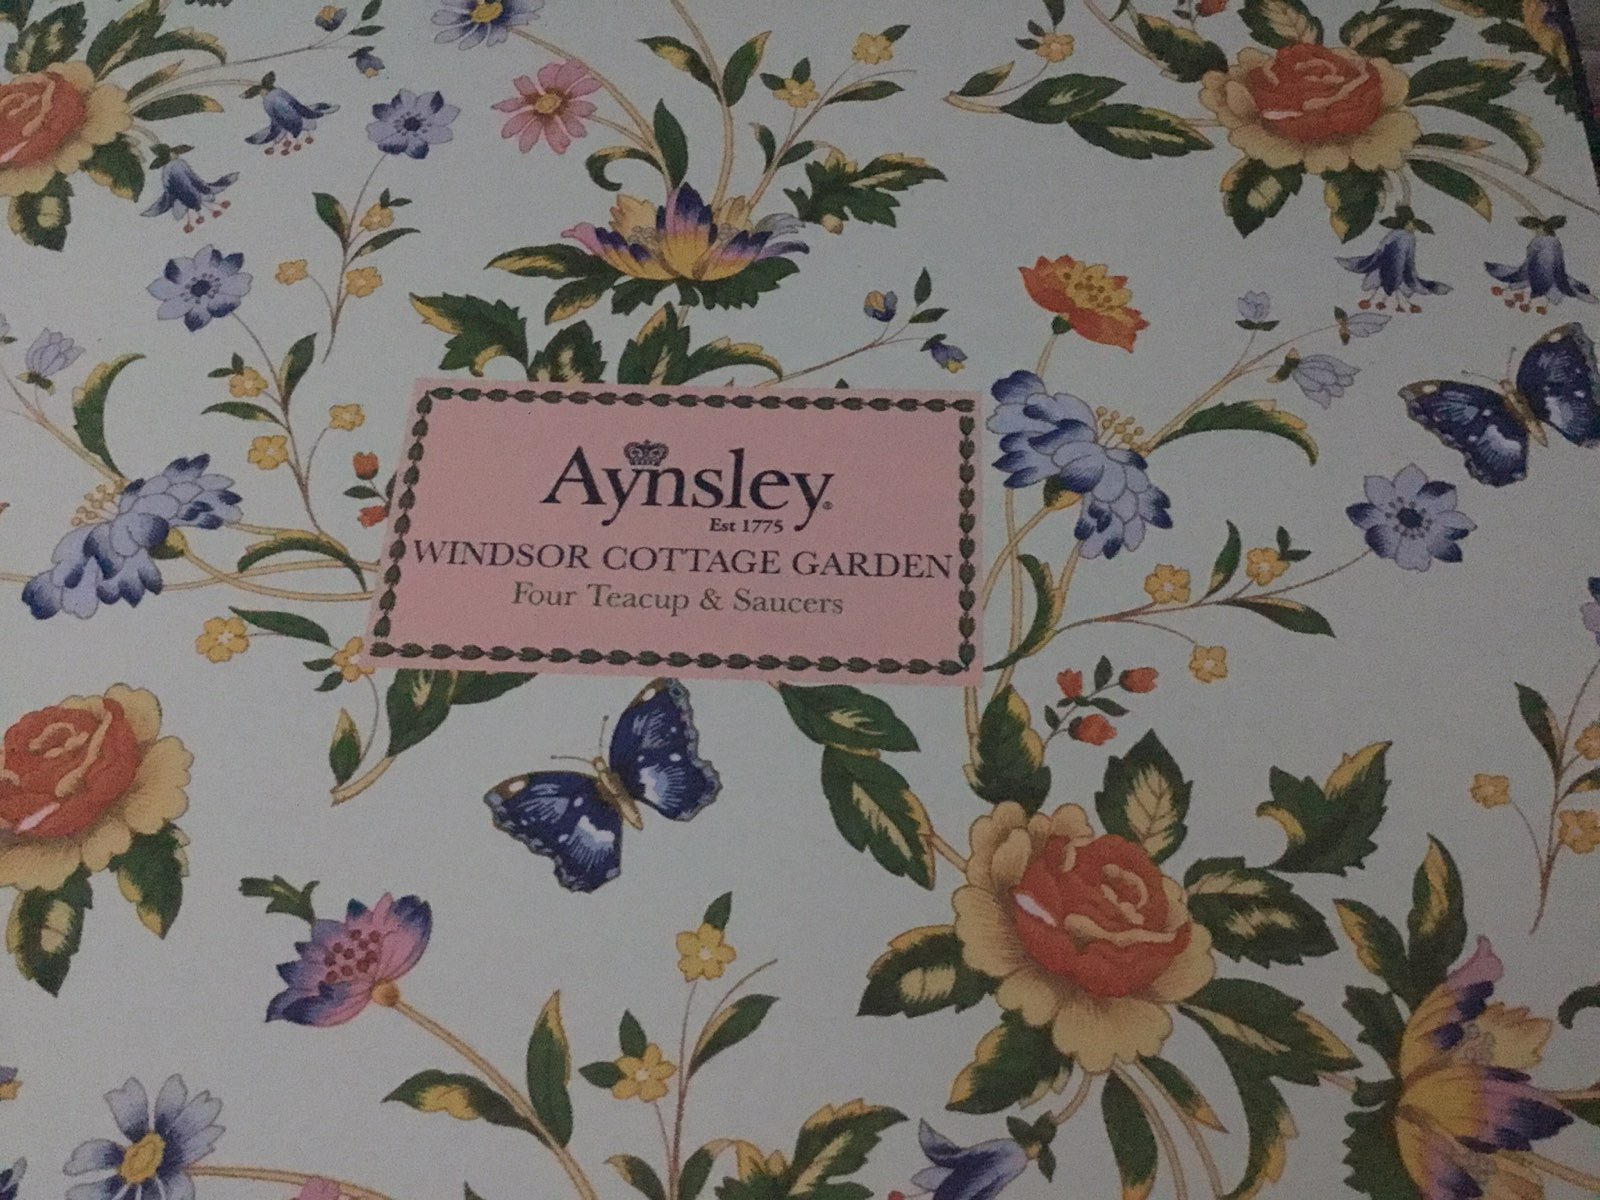 Aynsley®
Est 1775
WINDSOR COTTAGE GARDEN
Four Teacup & Saucers